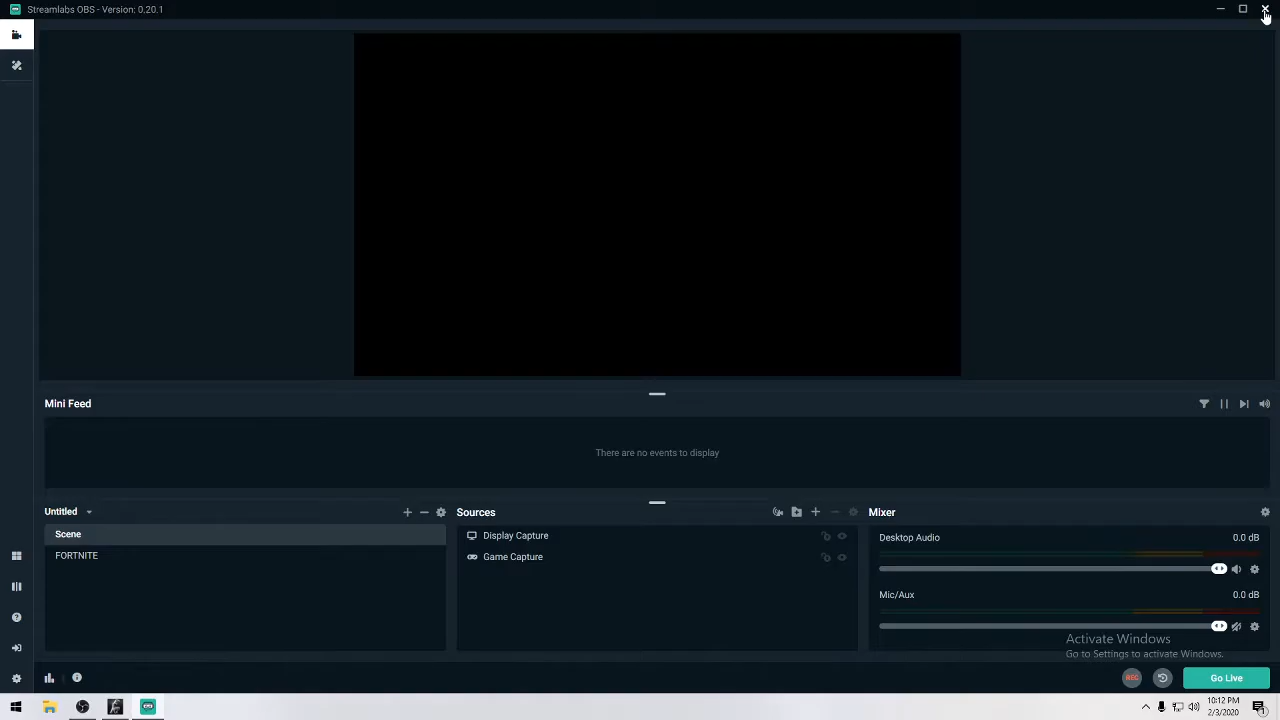 Streamlabs OBS - Version: 0.20.1
Mini Feed
There are no events to display
Untitled
Scene
FORTNITE
Sources
Display Capture
Game Capture
Mixer
Desktop Audio 0.0 dB
Mic/Aux 0.0 dB
Activate Windows
Go to Settings to activate Windows.
REC
Go Live
10:12 PM
2/3/2020